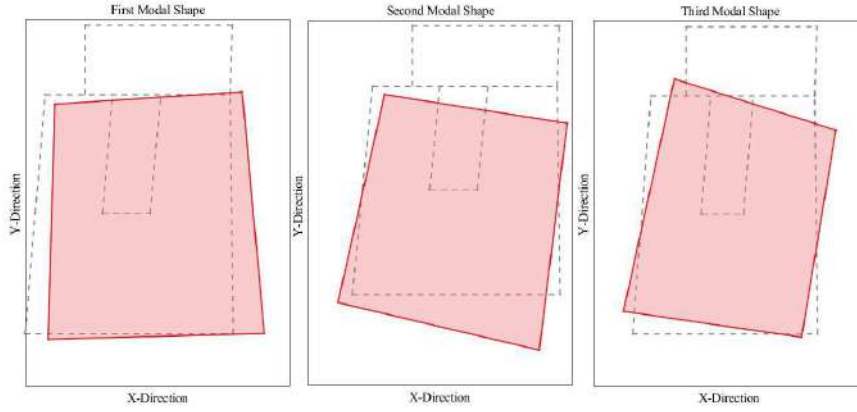 First Modal Shape
Second Modal Shape
Third Modal Shape
Y-Direction
Y-Direction
Y-Direction
X-Direction
X-Direction
X-Direction